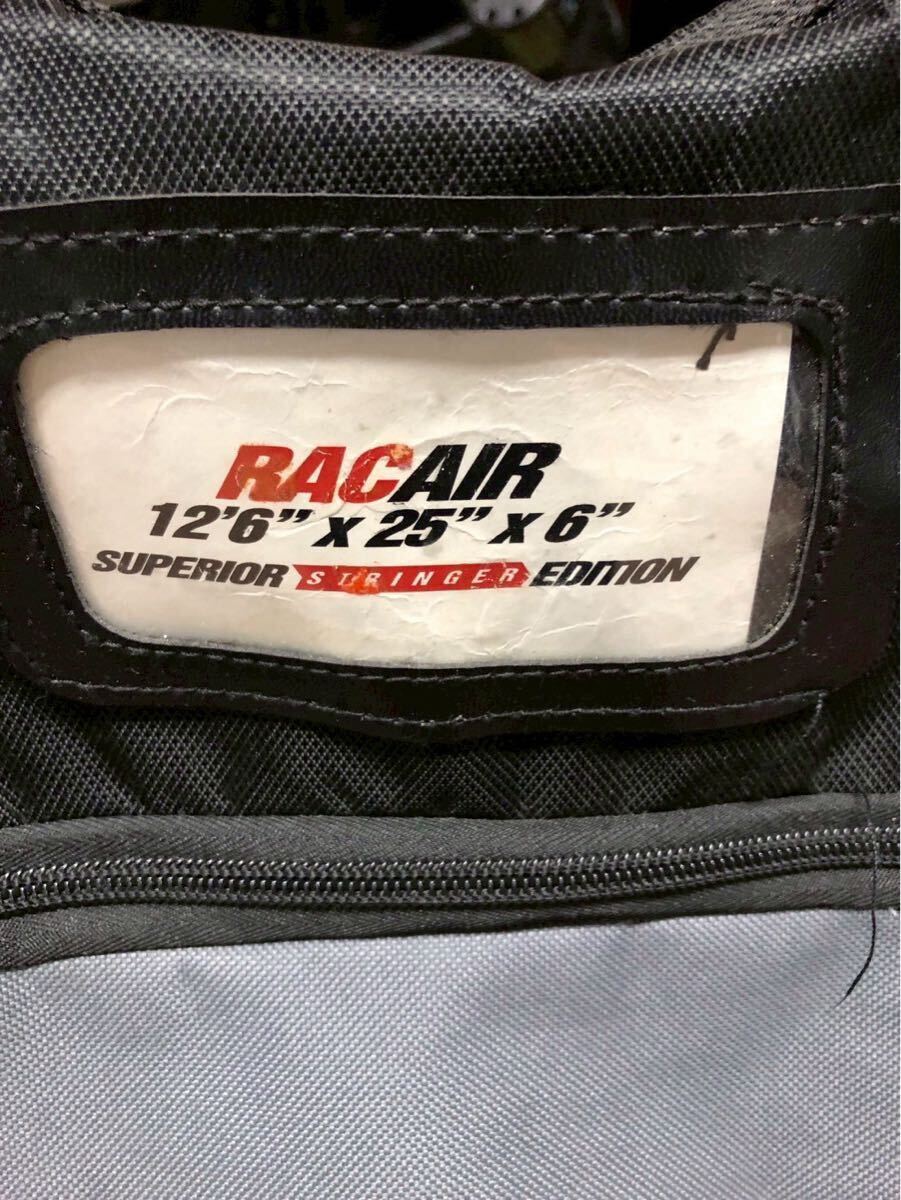 RACAIR
12'6” x 25” x 6”
SUPERIOR STRINGER EDITION